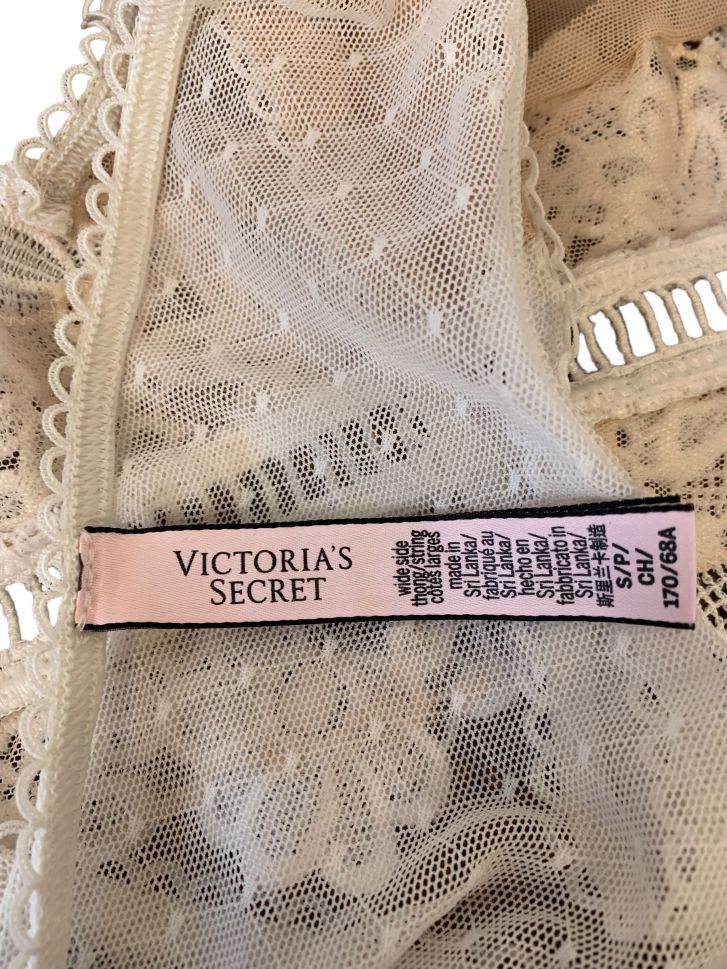 VICTORIA'S
SECRET
wide side
thong/string
côtés larges
made in
Sri Lanka/
fabriqué au
Sri Lanka/
hecho en
Sri Lanka/
fabbricato in
Sri Lanka/
斯里兰卡制造
S/P/
CH/
170/68A